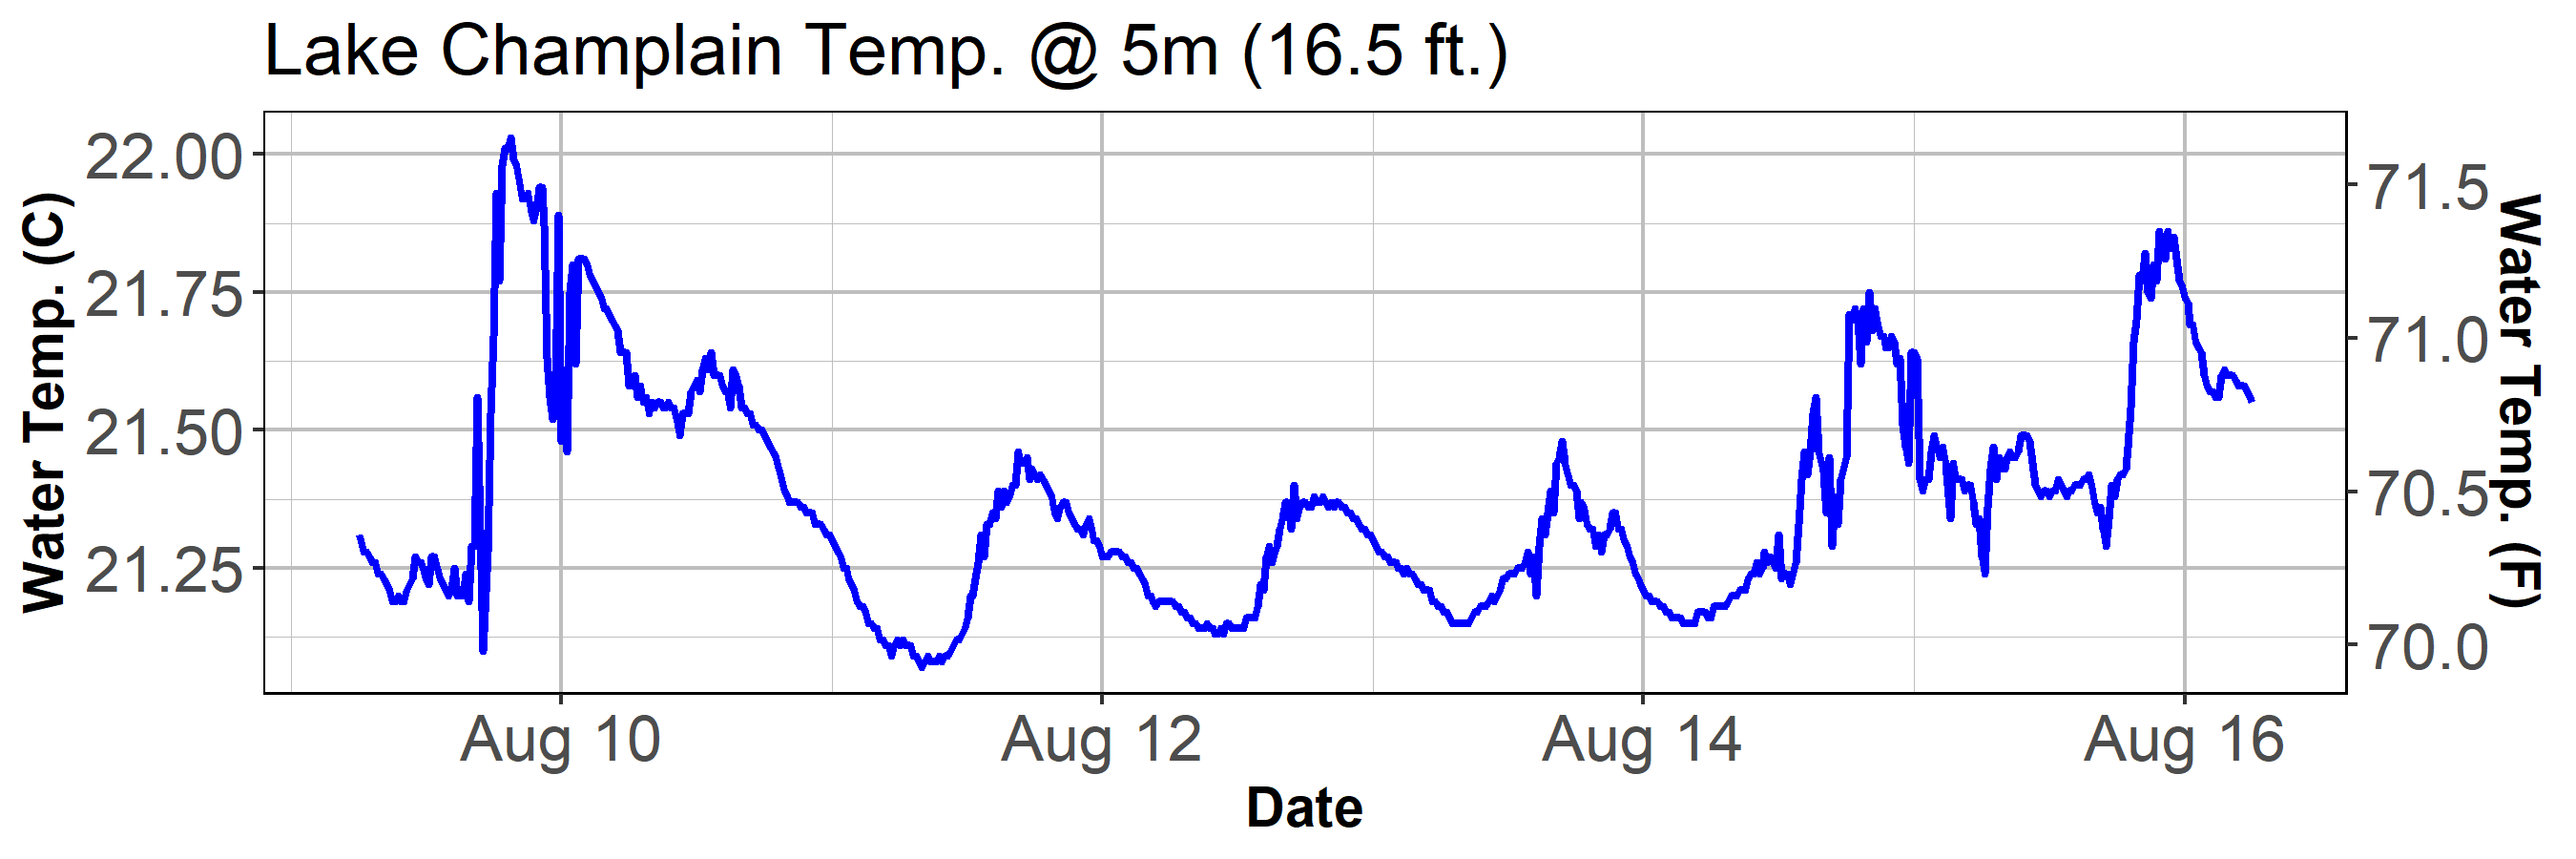 Lake Champlain Temp. @ 5m (16.5 ft.)
Water Temp. (C)
22.00
21.75
21.50
21.25
71.5
71.0
70.5
70.0
Water Temp. (F)
Aug 10 Aug 12 Aug 14 Aug 16
Date